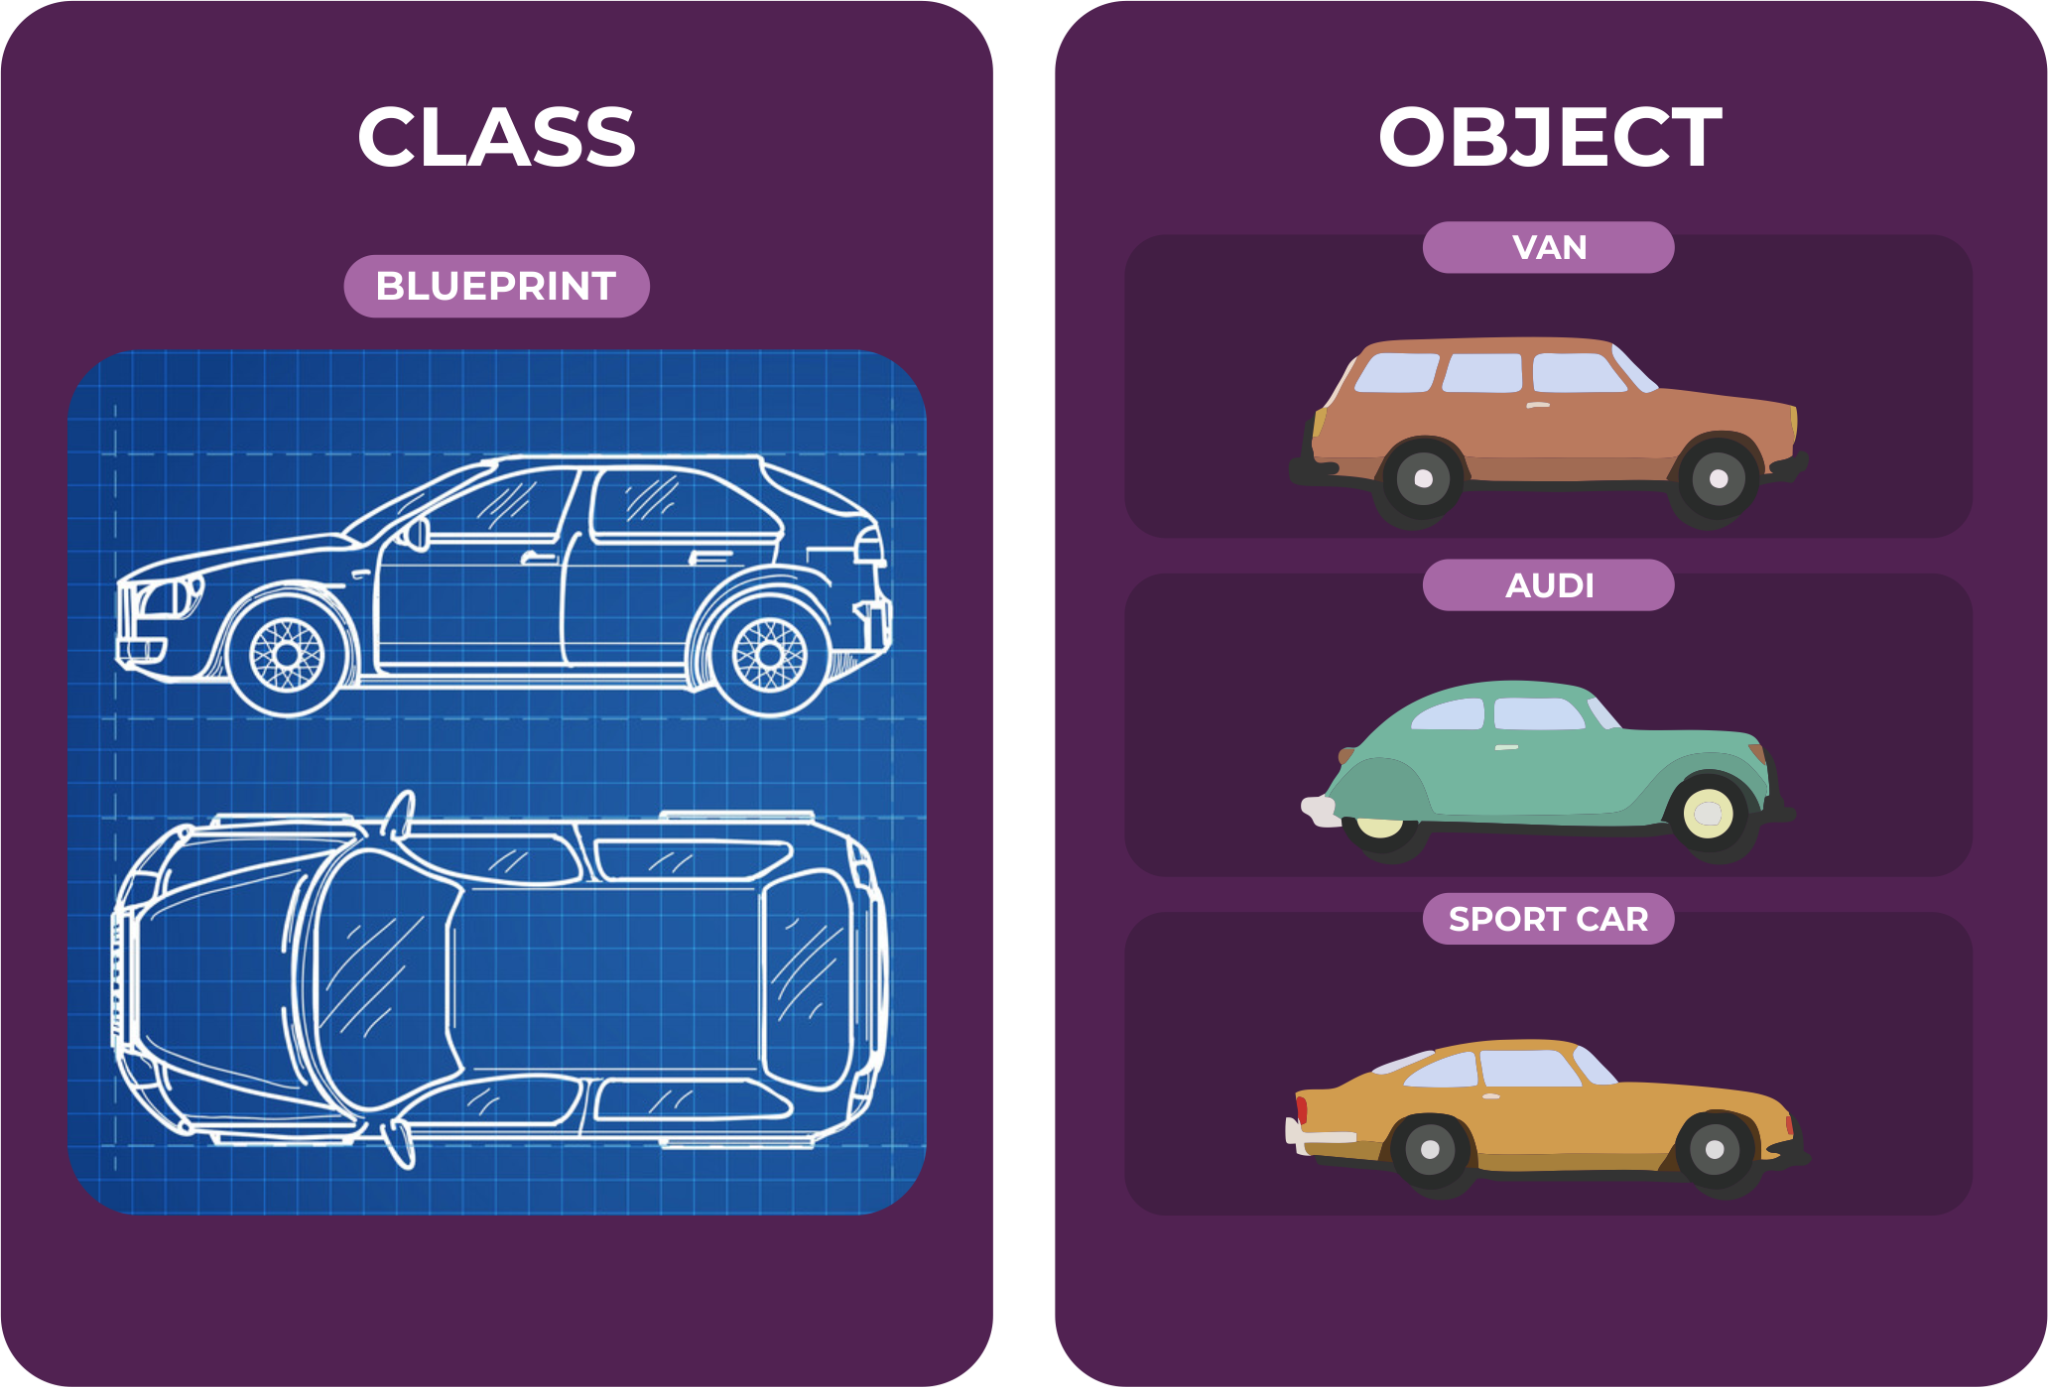 CLASS
BLUEPRINT
OBJECT
VAN
AUDI
SPORT CAR